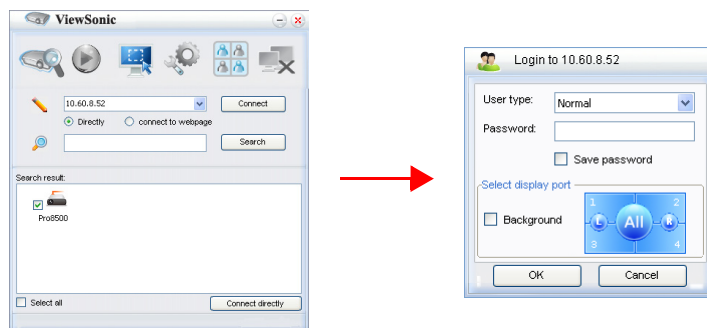 ViewSonic
10.60.8.52
Connect
Directly connect to webpage
Search
Search result:
Pro8500
Select all
Connect directly
Login to 10.60.8.52
User type: Normal
Password:
Save password
Select display port
Background
1 2
L All R
3 4
OK Cancel